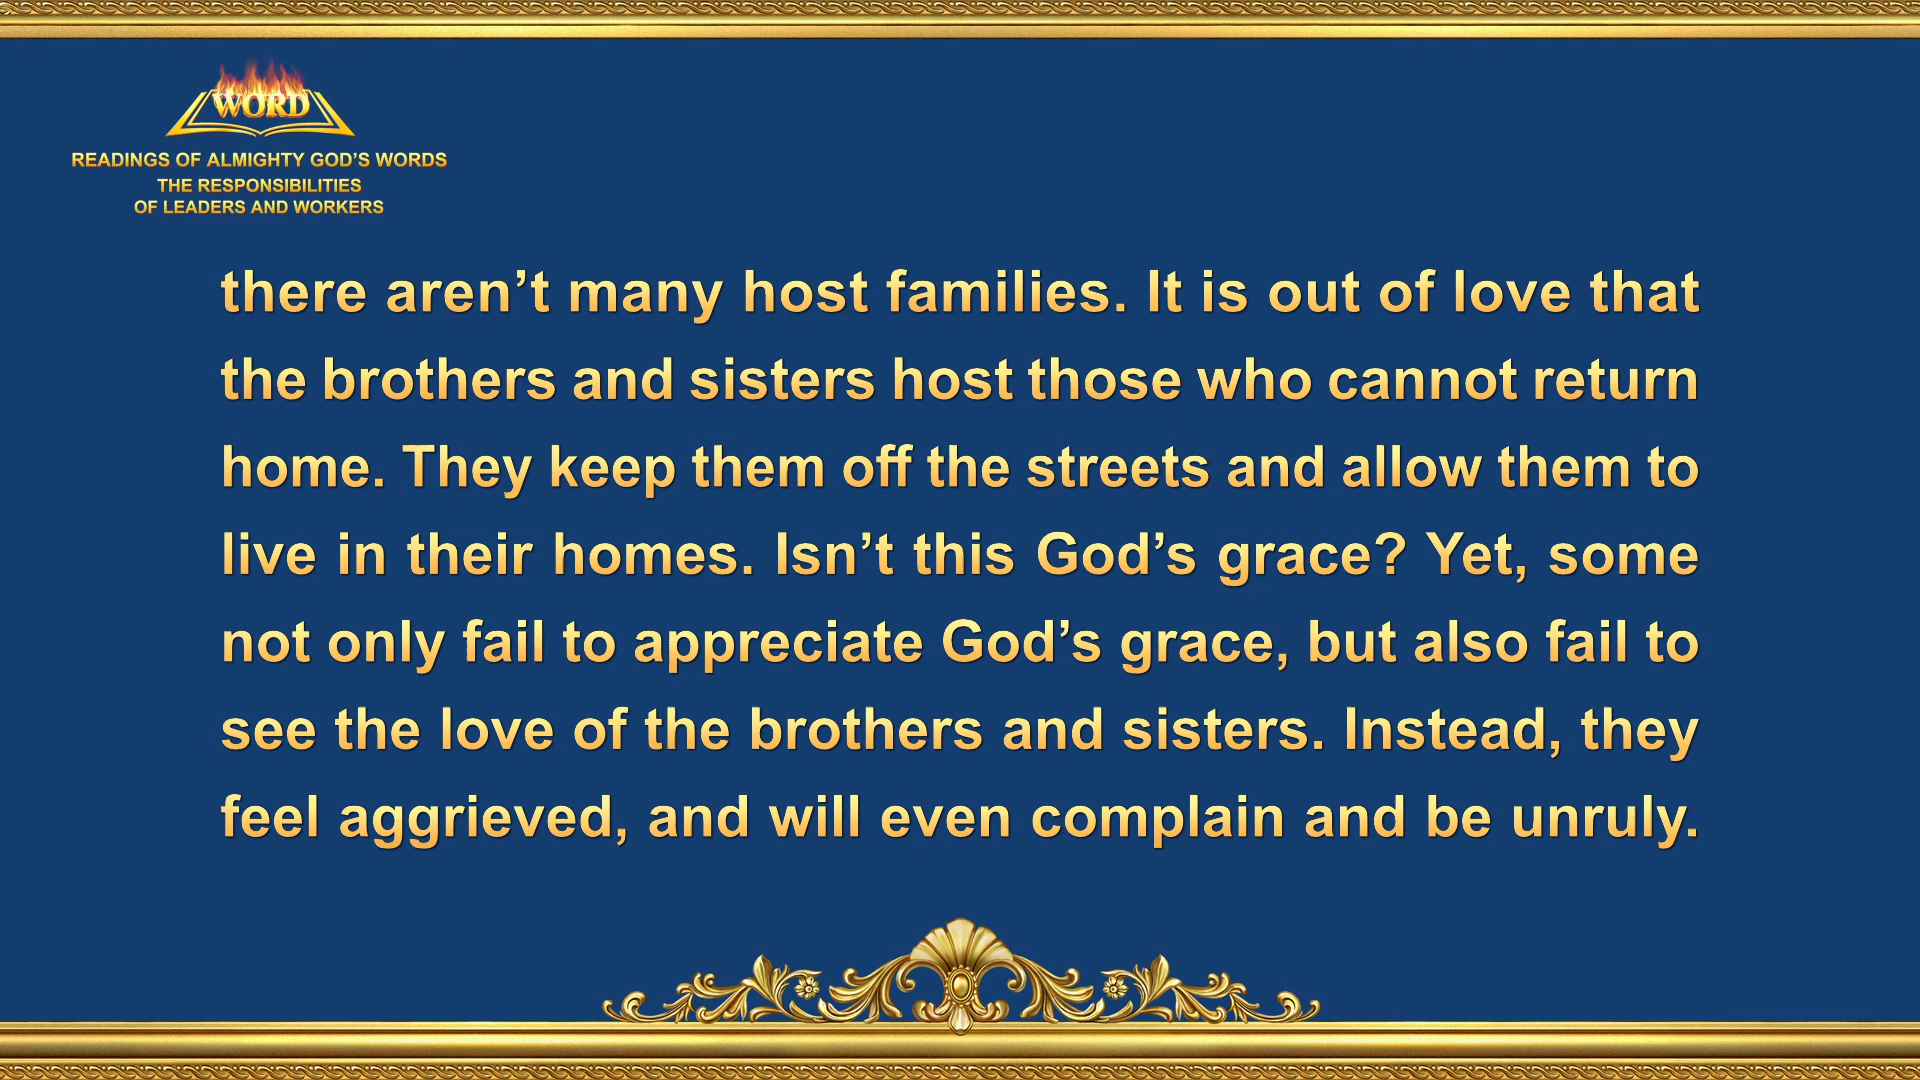 WORD
READINGS OF ALMIGHTY GOD’S WORDS
THE RESPONSIBILITIES
OF LEADERS AND WORKERS
there aren’t many host families. It is out of love that
the brothers and sisters host those who cannot return
home. They keep them off the streets and allow them to
live in their homes. Isn’t this God’s grace? Yet, some
not only fail to appreciate God’s grace, but also fail to
see the love of the brothers and sisters. Instead, they
feel aggrieved, and will even complain and be unruly.